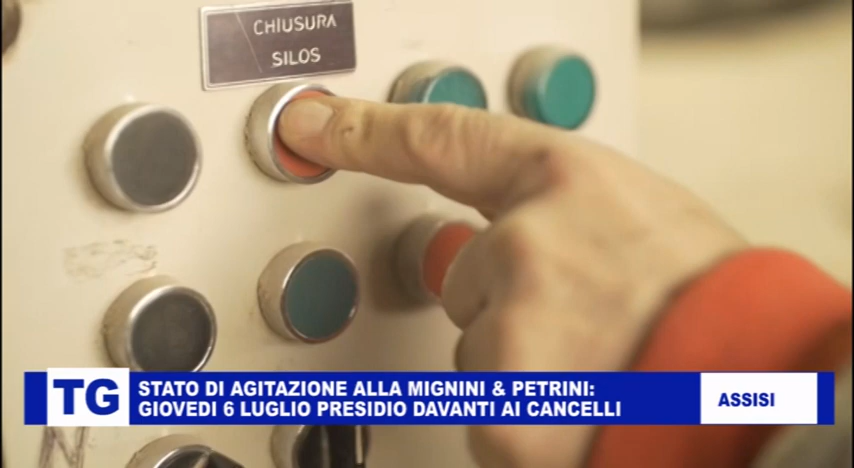 CHIUSURA
SILOS
TG
STATO DI AGITAZIONE ALLA MIGNINI & PETRINI:
GIOVEDI 6 LUGLIO PRESIDIO DAVANTI AI CANCELLI
ASSISI